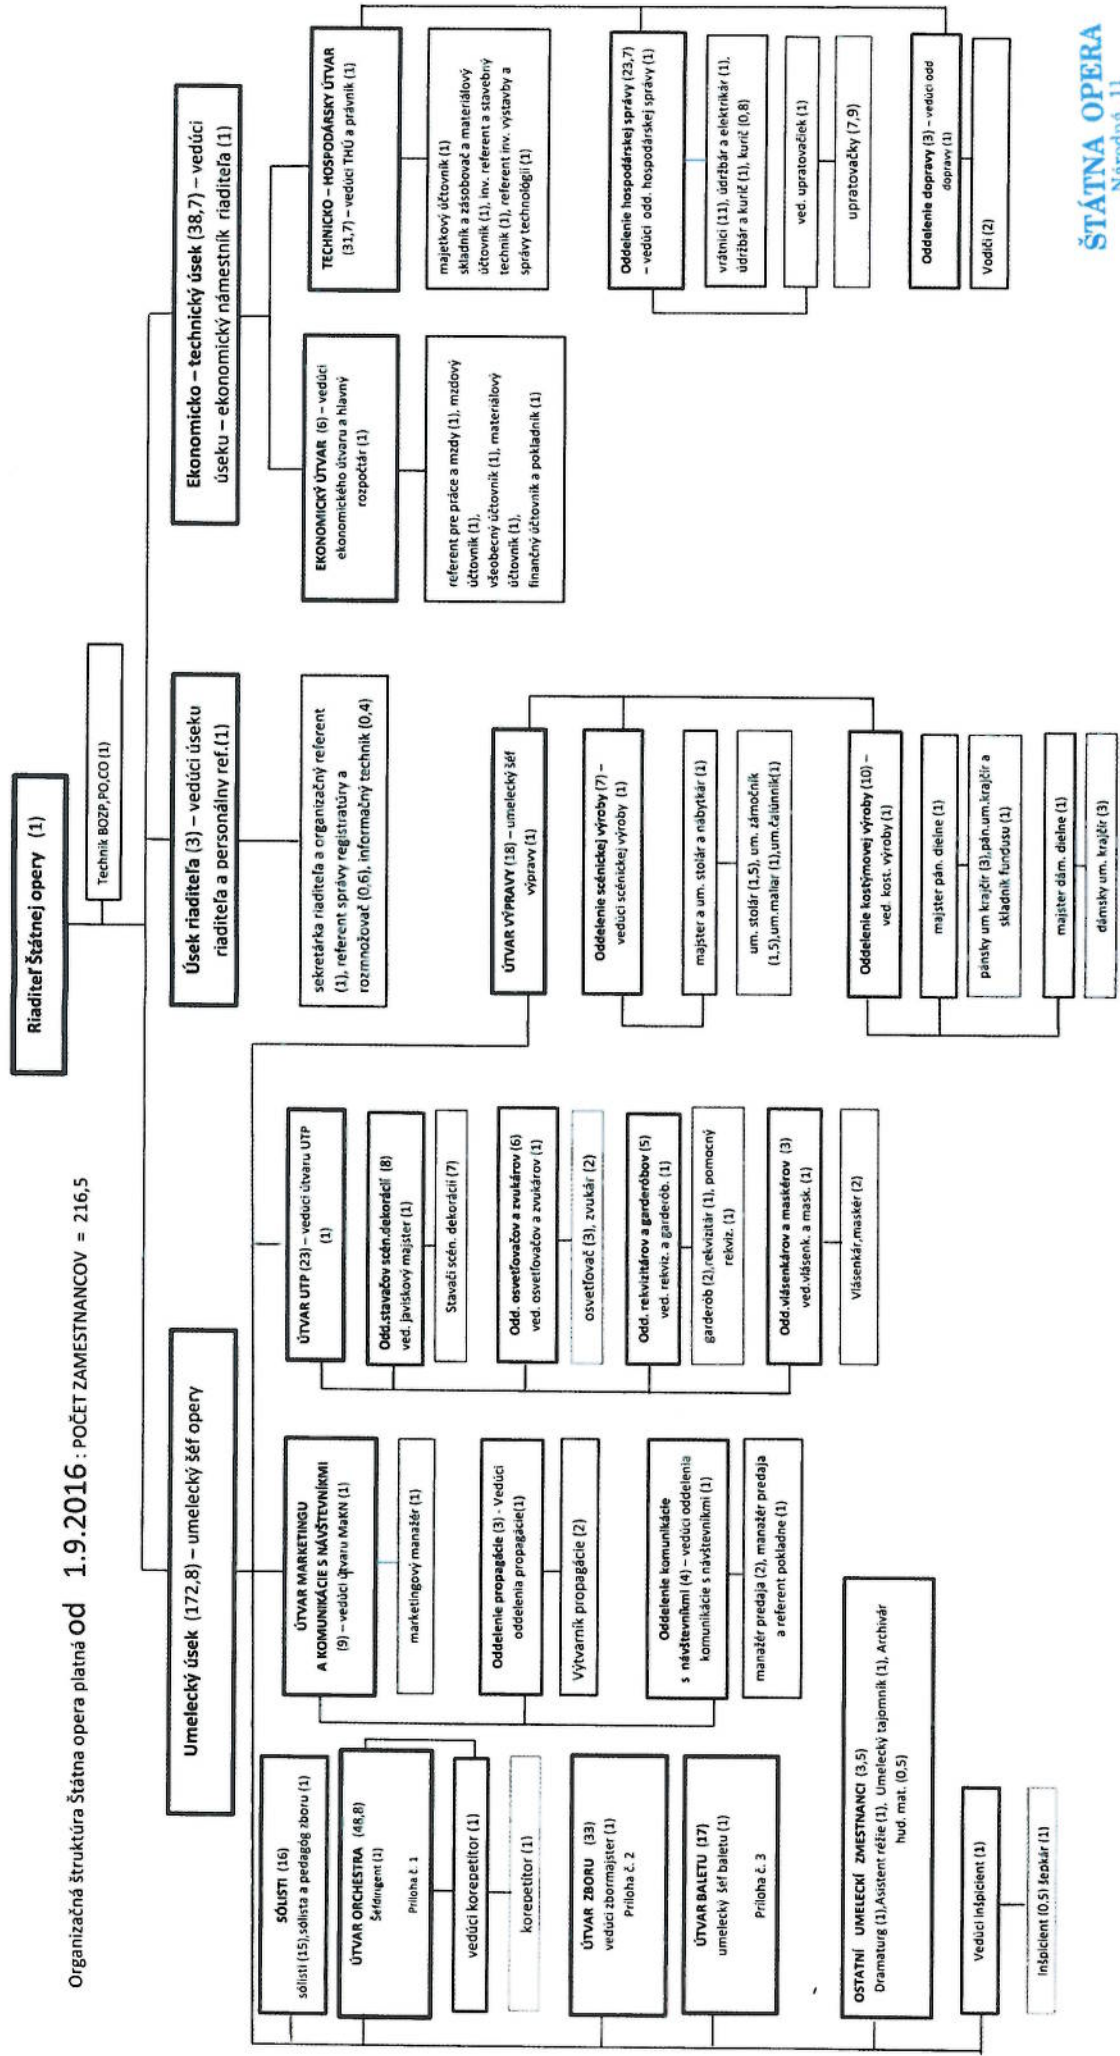 Organizačná štruktúra Štátna opera platná od 1.9.2016 : POČET ZAMESTNANCOV = 216,5
Riaditeľ Štátnej opery (1)
Technik BOZP,PO,CO (1)
Umelecký úsek (172,8) – umelecký šéf opery
Úsek riaditeľa (3) – vedúci úseku
riaditeľa a personálny ref.(1)
sekretárka riaditeľa a organizačný referent
(1), referent správy registratúry a
rozmnožovač (0,6), informačný technik (0,4)
Ekonomicko – technický úsek (38,7) – vedúci
úseku – ekonomický námestník riaditeľa (1)
SÓLISTI (16)
sólisti (15),sólista a pedagóg zboru (1)
ÚTVAR ORCHESTRA (48,8)
Šéfdirigent (1)
Príloha č. 1
vedúci korepetítor (1)
korepetítor (1)
ÚTVAR ZBORU (33)
vedúci zbormajster (1)
Príloha č. 2
ÚTVAR BALETU (17)
umelecký šéf baletu (1)
Príloha č. 3
OSTATNÍ UMELECKÍ ZMESTNANCI (3,5)
Dramaturg (1),Asistent réžie (1), Umelecký tajomník (1), Archivár
hud. mat. (0,5)
Vedúci inšpicient (1)
Inšpicient (0,5) šepkár (1)
ÚTVAR MARKETINGU
A KOMUNIKÁCIE S NÁVŠTEVNÍKMI
(9) – vedúci útvaru MaKN (1)
marketingový manažér (1)
Oddelenie propagácie (3) - Vedúci
oddelenia propagácie(1)
Výtvarník propagácie (2)
Oddelenie komunikácie
s návštevníkmi (4) – vedúci oddelenia
komunikácie s návštevníkmi (1)
manažér predaja (2), manažér predaja
a referent pokladne (1)
ÚTVAR UTP (23) – vedúci útvaru UTP
(1)
Odd.stavačov scén.dekorácií (8)
ved. javiskový majster (1)
Stavači scén. dekorácií (7)
Odd. osvetľovačov a zvukárov (6)
ved. osvetľovačov a zvukárov (1)
osvetľovač (3), zvukár (2)
Odd. rekvizitárov a garderóbov (5)
ved. rekviz. a garderób. (1)
garderób (2),rekvizitár (1), pomocný
rekviz. (1)
Odd.vlásenkárov a maskérov (3)
ved.vlásenk. a mask. (1)
Vlásenkár,maskér (2)
ÚTVAR VÝPRAVY (18) – umelecký šéf
výpravy (1)
Oddelenie scénickej výroby (7) –
vedúci scénickej výroby (1)
majster a um. stolár a nábytkár (1)
um. stolár (1,5), um. zámočník
(1,5),um.maliar (1),um.čalúnnik(1)
Oddelenie kostýmovej výroby (10) –
ved. kost. výroby (1)
majster pán. dielne (1)
pánsky um krajčír (3),pán.um.krajčír a
skladník fundusu (1)
majster dám. dielne (1)
dámsky um. krajčír (3)
EKONOMICKÝ ÚTVAR (6) – vedúci
ekonomického útvaru a hlavný
rozpočtár (1)
referent pre práce a mzdy (1), mzdový
účtovník (1),
všeobecný účtovník (1), materiálový
účtovník (1),
finančný účtovník a pokladník (1)
TECHNICKO – HOSPODÁRSKY ÚTVAR
(31,7) – vedúci THÚ a právnik (1)
majetkový účtovník (1)
skladník a zásobovač a materiálový
účtovník (1), inv. referent a stavebný
technik (1), referent inv. výstavby a
správy technológií (1)
Oddelenie hospodárskej správy (23,7)
– vedúci odd. hospodárskej správy (1)
vrátnici (11), údržbár a elektrikár (1),
údržbár a kurič (1), kurič (0,8)
ved. upratovačiek (1)
upratovačky (7,9)
Oddelenie dopravy (3) – vedúci odd
dopravy (1)
Vodiči (2)
ŠTÁTNA OPERA
Národná 11